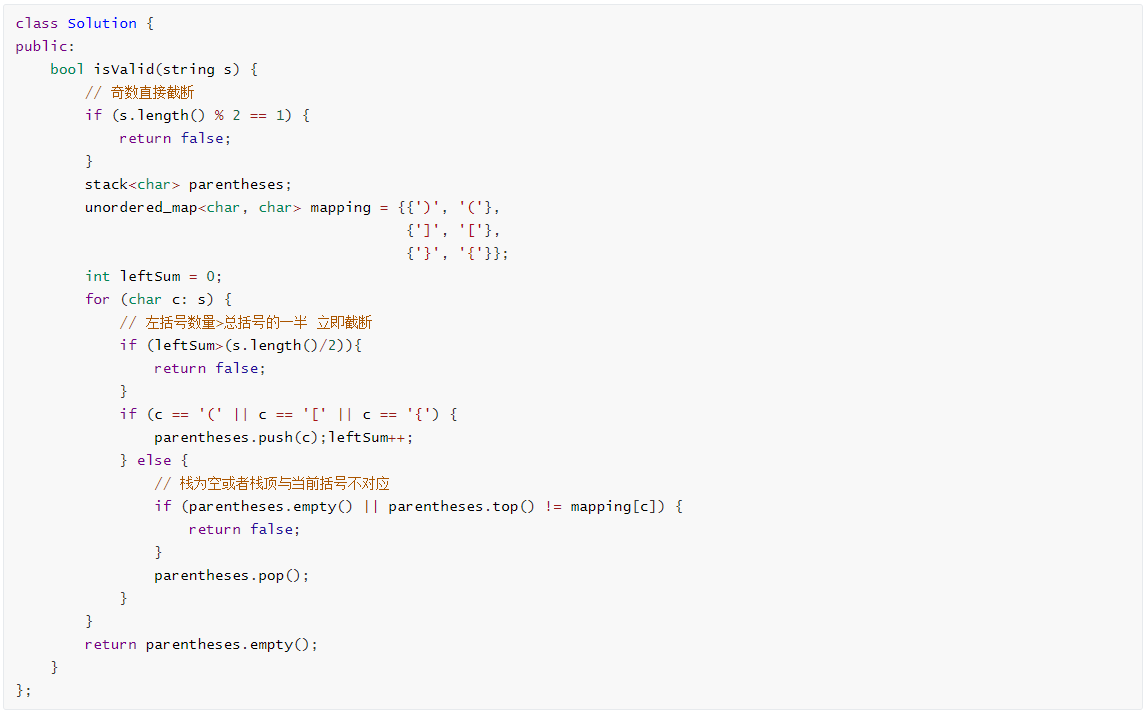 class Solution {
public:
    bool isValid(string s) {
        // 奇数直接截断
        if (s.length() % 2 == 1) {
            return false;
        }
        stack<char> parentheses;
        unordered_map<char, char> mapping = {{')', '('},
                                             {']', '['},
                                             {'}', '{'}};
        int leftSum = 0;
        for (char c: s) {
            // 左括号数量>总括号的一半 立即截断
            if (leftSum>(s.length()/2)){
                return false;
            }
            if (c == '(' || c == '[' || c == '{') {
                parentheses.push(c);leftSum++;
            } else {
                // 栈为空或者栈顶与当前括号不对应
                if (parentheses.empty() || parentheses.top() != mapping[c]) {
                    return false;
                }
                parentheses.pop();
            }
        }
        return parentheses.empty();
    }
};